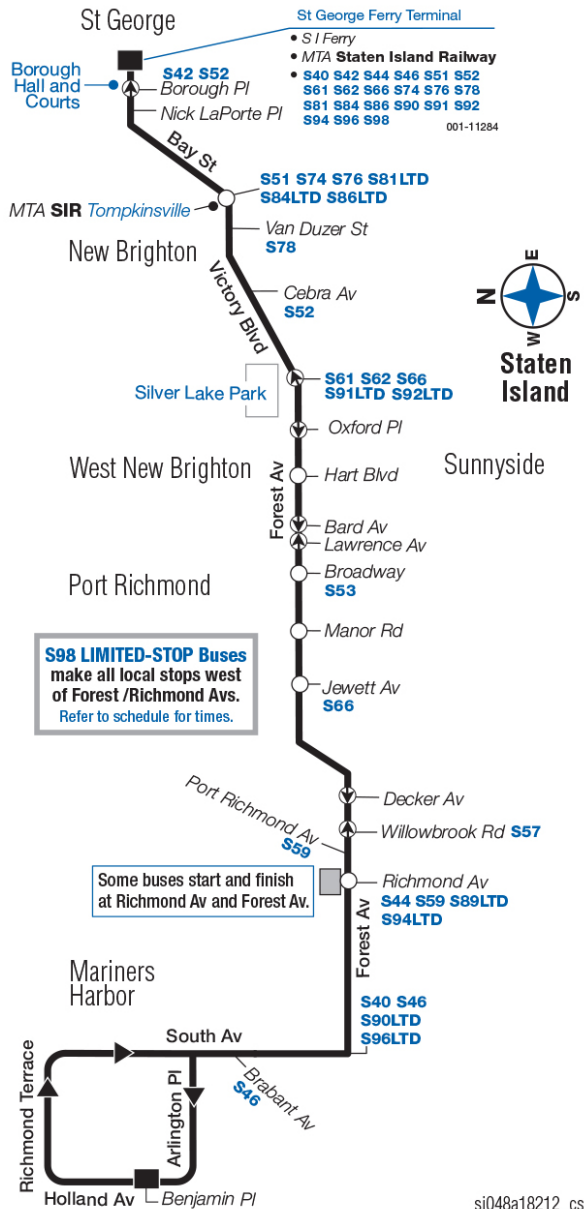 St George
St George Ferry Terminal
• S I Ferry
• MTA Staten Island Railway
• S40 S42 S44 S46 S51 S52
S61 S62 S66 S74 S76 S78
S81 S84 S86 S90 S91 S92
S94 S96 S98
001-11284
Borough
Hall and
Courts
S42 S52
Borough Pl
Nick LaPorte Pl
Bay St
S51 S74 S76 S81LTD
S84LTD S86LTD
MTA SIR Tompkinsville
Van Duzer St
S78
New Brighton
Victory Blvd
Cebra Av
S52
N
E
S
W
Staten
Island
Silver Lake Park
S61 S62 S66
S91LTD S92LTD
Oxford Pl
West New Brighton
Sunnyside
Forest Av
Hart Blvd
Bard Av
Lawrence Av
Port Richmond
Broadway
S53
Manor Rd
S98 LIMITED-STOP Buses
make all local stops west
of Forest /Richmond Avs.
Refer to schedule for times.
Jewett Av
S66
Port Richmond Av
S59
Decker Av
Willowbrook Rd S57
Some buses start and finish
at Richmond Av and Forest Av.
Richmond Av
S44 S59 S89LTD
S94LTD
Forest Av
Mariners
Harbor
S40 S46
S90LTD
S96LTD
South Av
Brabant Av
S46
Richmond Terrace
Arlington Pl
Holland Av
Benjamin Pl
si048a18212_cs